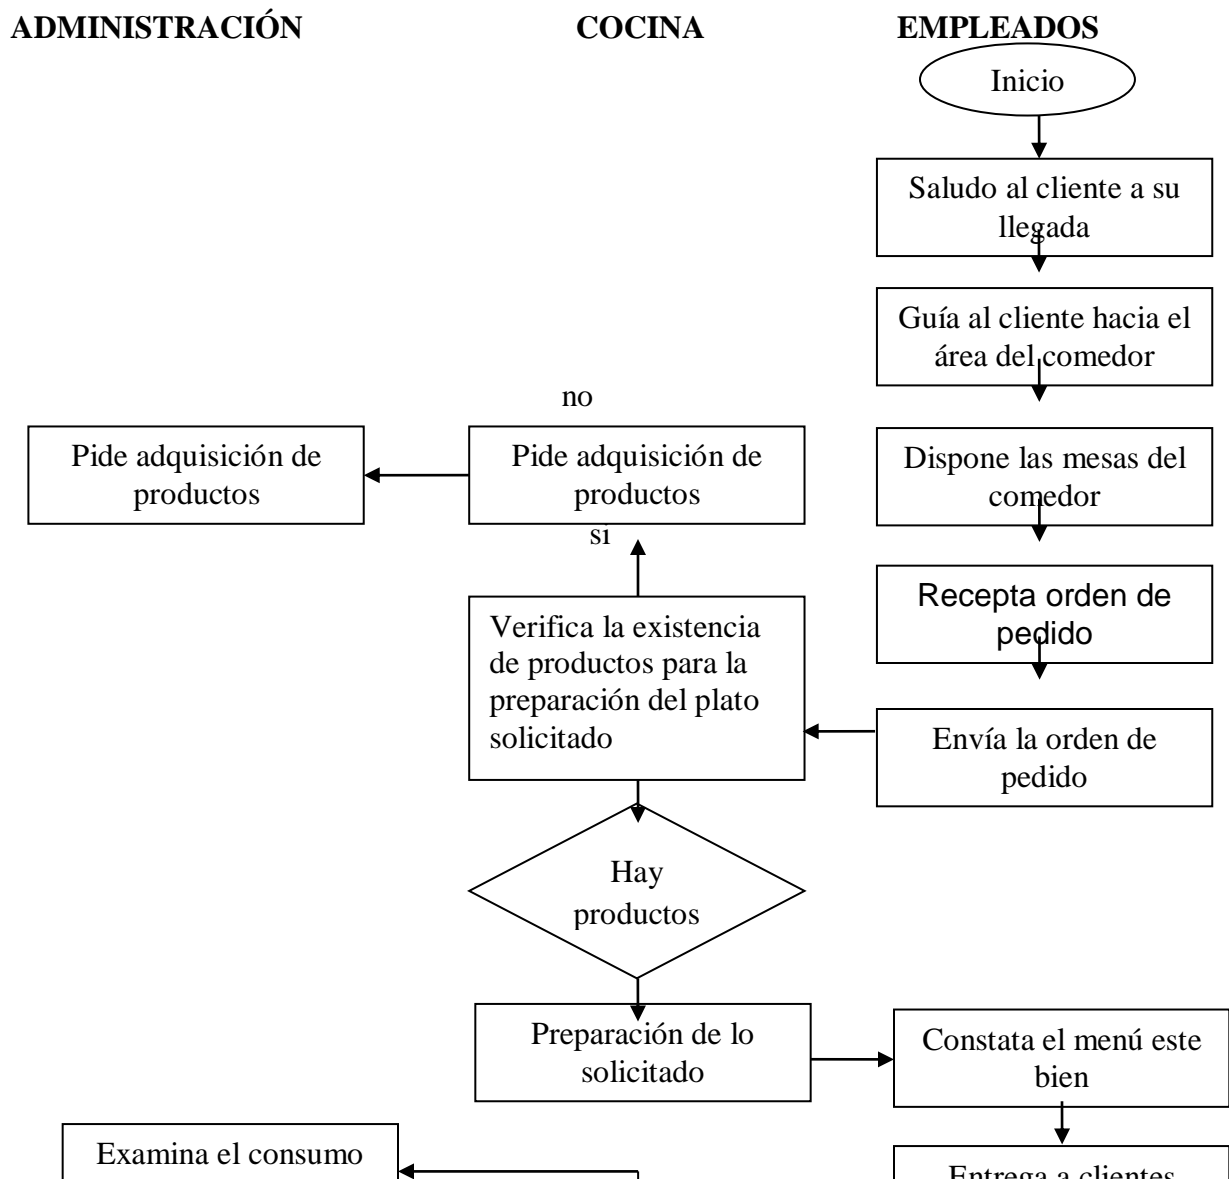 ADMINISTRACIÓN COCINA EMPLEADOS
Inicio
Saludo al cliente a su
llegada
Guía al cliente hacia el
área del comedor
no
Pide adquisición de
productos
Pide adquisición de
productos
Dispone las mesas del
comedor
si
Recepta orden de
pedido
Verifica la existencia
de productos para la
preparación del plato
solicitado
Envía la orden de
pedido
Hay
productos
Preparación de lo
solicitado
Constata el menú este
bien
Examina el consumo
Entrega a clientes